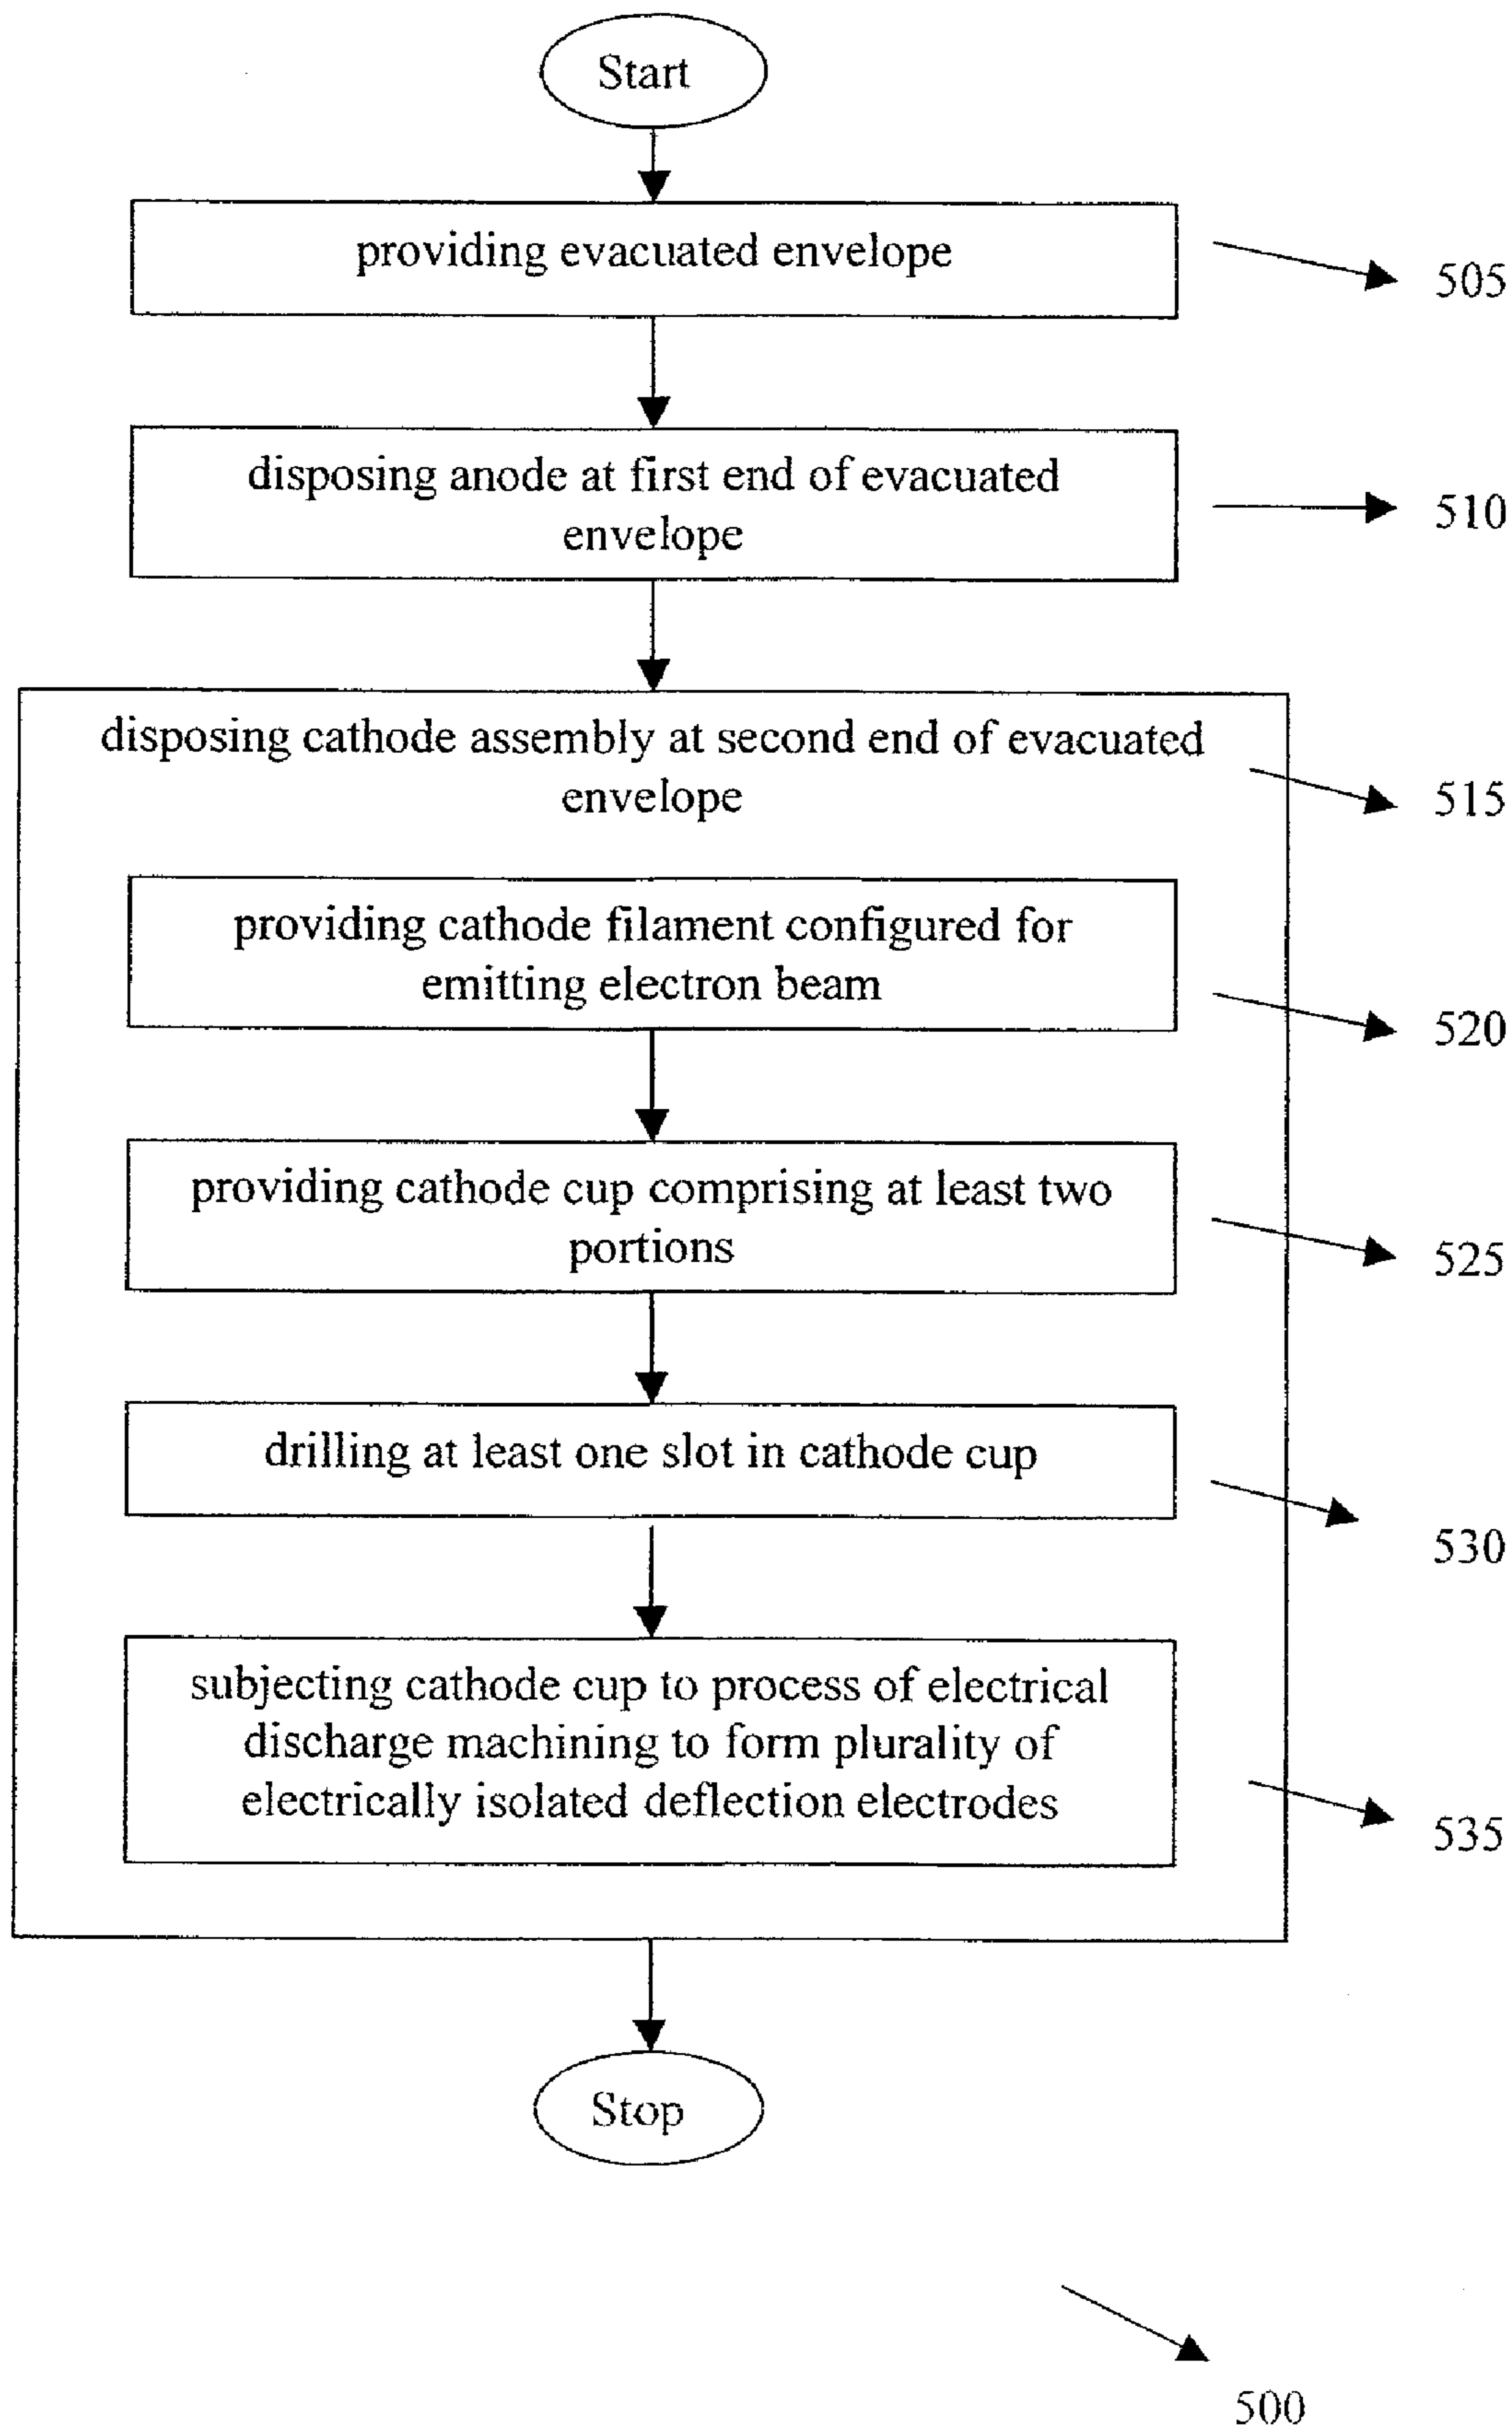 Start
providing evacuated envelope
505
disposing anode at first end of evacuated
envelope
510
disposing cathode assembly at second end of evacuated
envelope
515
providing cathode filament configured for
emitting electron beam
520
providing cathode cup comprising at least two
portions
525
drilling at least one slot in cathode cup
530
subjecting cathode cup to process of electrical
discharge machining to form plurality of
electrically isolated deflection electrodes
535
Stop
500